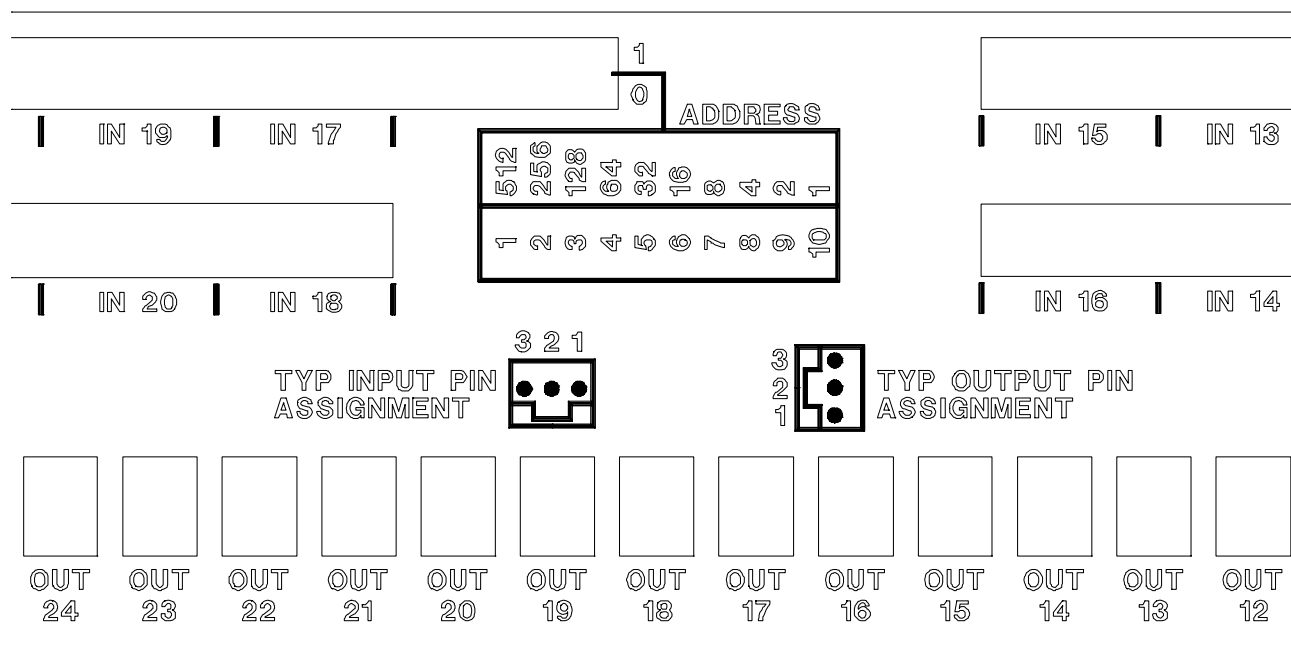 1
0
ADDRESS
IN 19 IN 17 IN 15 IN 13
512 256 128 64 32 16 8 4 2 1
1 2 3 4 5 6 7 8 9 10
IN 20 IN 18 IN 16 IN 14
3 2 1
TYP INPUT PIN
ASSIGNMENT
3
2
1
TYP OUTPUT PIN
ASSIGNMENT
OUT OUT OUT OUT OUT OUT OUT OUT OUT OUT OUT OUT OUT
24 23 22 21 20 19 18 17 16 15 14 13 12